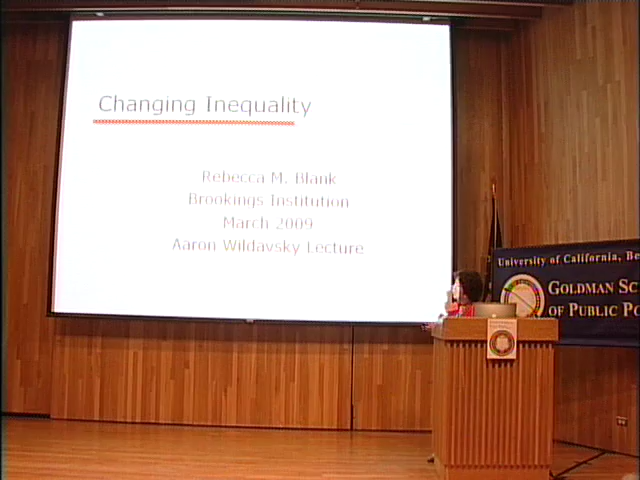 Changing Inequality
Rebecca M. Blank
Brookings Institution
March 2009
Aaron Wildavsky Lecture
University of California, Be
GOLDMAN SC
OF PUBLIC PO